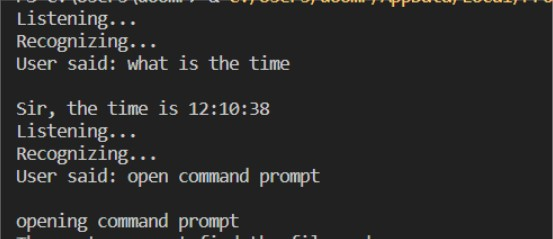 Listening...
Recognizing...
User said: what is the time
Sir, the time is 12:10:38
Listening...
Recognizing...
User said: open command prompt
opening command prompt